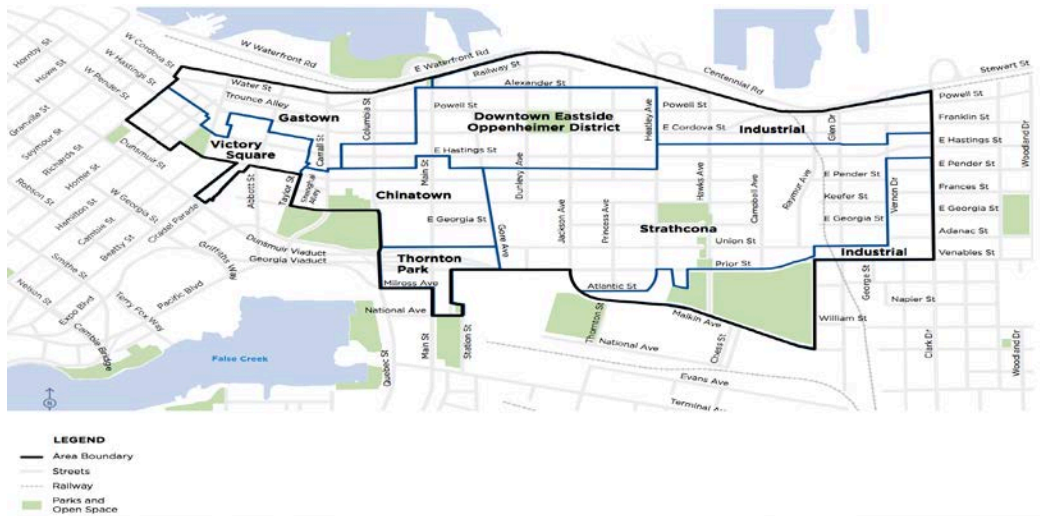 Hornby St
Howe St
W Hastings St
W Cordova St
W Pender St
Granville St
Seymour St
Richards St
Homer St
Robson St
Hamilton St
Cambie St
Beatty St
Smithe St
Nelson St
Expo Blvd
Cambie Bridge
Terry Fox Way
Pacific Blvd
Dunsmuir St
W Georgia St
Citadel Parade
W Waterfront Rd
E Waterfront Rd
Railway St
Alexander St
Centennial Rd
Stewart St
Water St
Trounce Alley
Gastown
Victory
Square
Carrall St
Columbia St
Powell St
Downtown Eastside
Oppenheimer District
Heatley Ave
Powell St
E Cordova St
Industrial
Glen Dr
Powell St
Franklin St
E Hastings St
E Pender St
Frances St
E Georgia St
Adanac St
Venables St
Woodland Dr
E Hastings St
Main St
Abbott St
Taylor St
Shanghai
Alley
Chinatown
E Georgia St
Gore Ave
Dunlevy Ave
Jackson Ave
Princess Ave
Hawks Ave
Campbell Ave
Raymur Ave
E Pender St
Keefer St
E Georgia St
Vernon Dr
Strathcona
Union St
Prior St
Industrial
Dunsmuir Viaduct
Georgia Viaduct
Thornton
Park
Milross Ave
National Ave
Atlantic St
Malkin Ave
Thornton St
National Ave
Chess St
William St
George St
Napier St
Clark Dr
Woodland Dr
False Creek
Quebec St
Main St
Station St
Evans Ave
LEGEND
Area Boundary
Streets
Railway
Parks and
Open Space